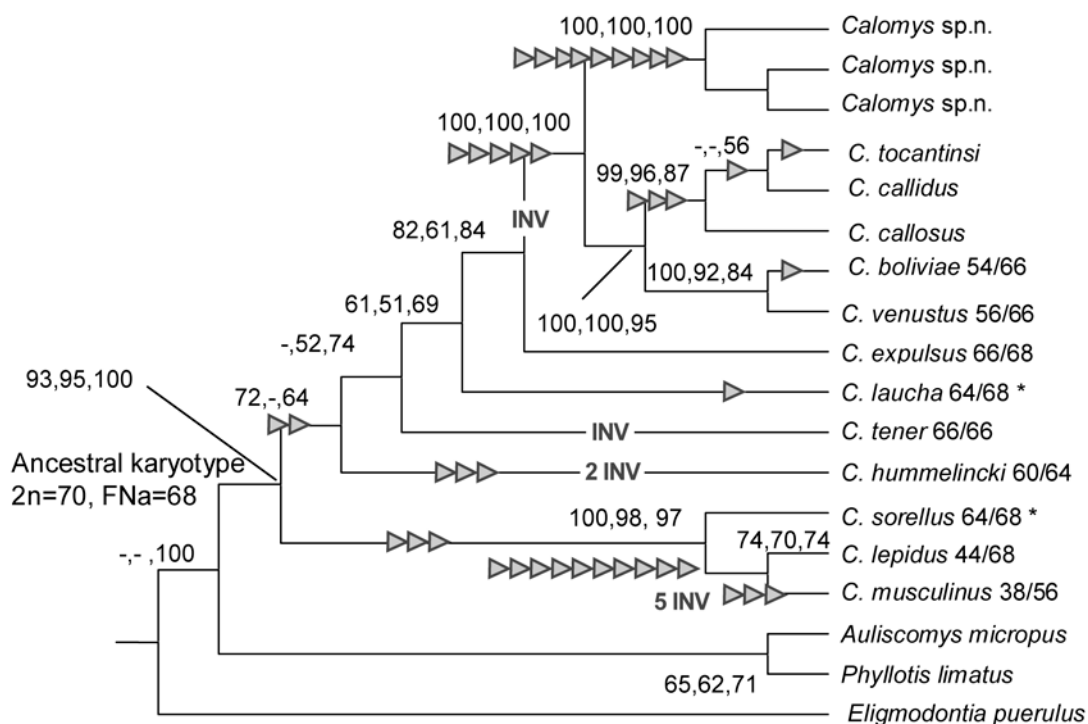 100,100,100
Calomys sp.n.
Calomys sp.n.
Calomys sp.n.
100,100,100
-,-,56
C. tocantinsi
99,96,87
C. callidus
INV
C. callosus
82,61,84
100,92,84
C. boliviae 54/66
61,51,69
C. venustus 56/66
100,100,95
-,52,74
C. expulsus 66/68
93,95,100
72,-,64
C. laucha 64/68 *
INV
C. tener 66/66
Ancestral karyotype
2n=70, FNa=68
2 INV
C. hummelincki 60/64
100,98, 97
C. sorellus 64/68 *
74,70,74
-,- ,100
C. lepidus 44/68
5 INV
C. musculinus 38/56
Auliscomys micropus
65,62,71
Phyllotis limatus
Eligmodontia puerulus